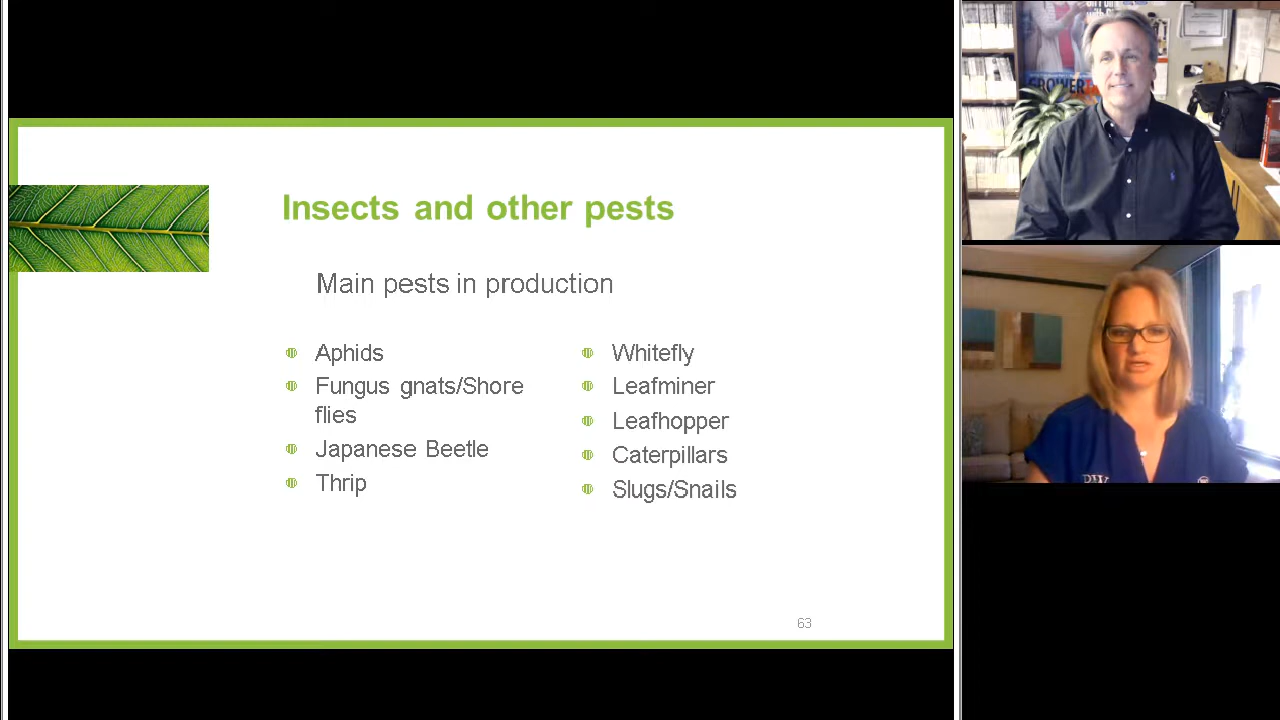 Insects and other pests
Main pests in production
Aphids
Fungus gnats/Shore
flies
Japanese Beetle
Thrip
Whitefly
Leafminer
Leafhopper
Caterpillars
Slugs/Snails
63
GROWER